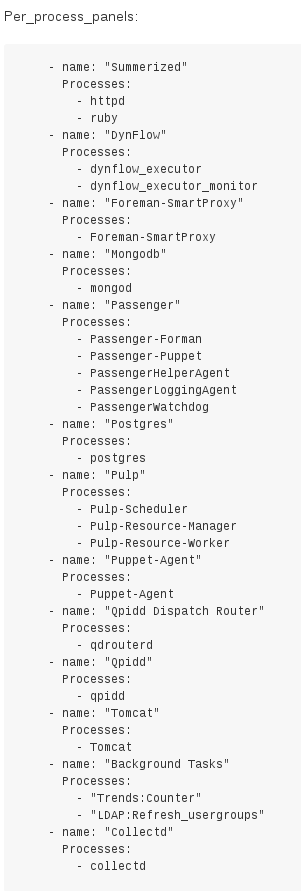 Per_process_panels:
- name: "Summerized"
Processes:
- httpd
- ruby
- name: "DynFlow"
Processes:
- dynflow_executor
- dynflow_executor_monitor
- name: "Foreman-SmartProxy"
Processes:
- Foreman-SmartProxy
- name: "Mongodb"
Processes:
- mongod
- name: "Passenger"
Processes:
- Passenger-Forman
- Passenger-Puppet
- PassengerHelperAgent
- PassengerLoggingAgent
- PassengerWatchdog
- name: "Postgres"
Processes:
- postgres
- name: "Pulp"
Processes:
- Pulp-Scheduler
- Pulp-Resource-Manager
- Pulp-Resource-Worker
- name: "Puppet-Agent"
Processes:
- Puppet-Agent
- name: "Qpidd Dispatch Router"
Processes:
- qdrouterd
- name: "Qpidd"
Processes:
- qpidd
- name: "Tomcat"
Processes:
- Tomcat
- name: "Background Tasks"
Processes:
- "Trends:Counter"
- "LDAP:Refresh_usergroups"
- name: "Collectd"
Processes:
- collectd